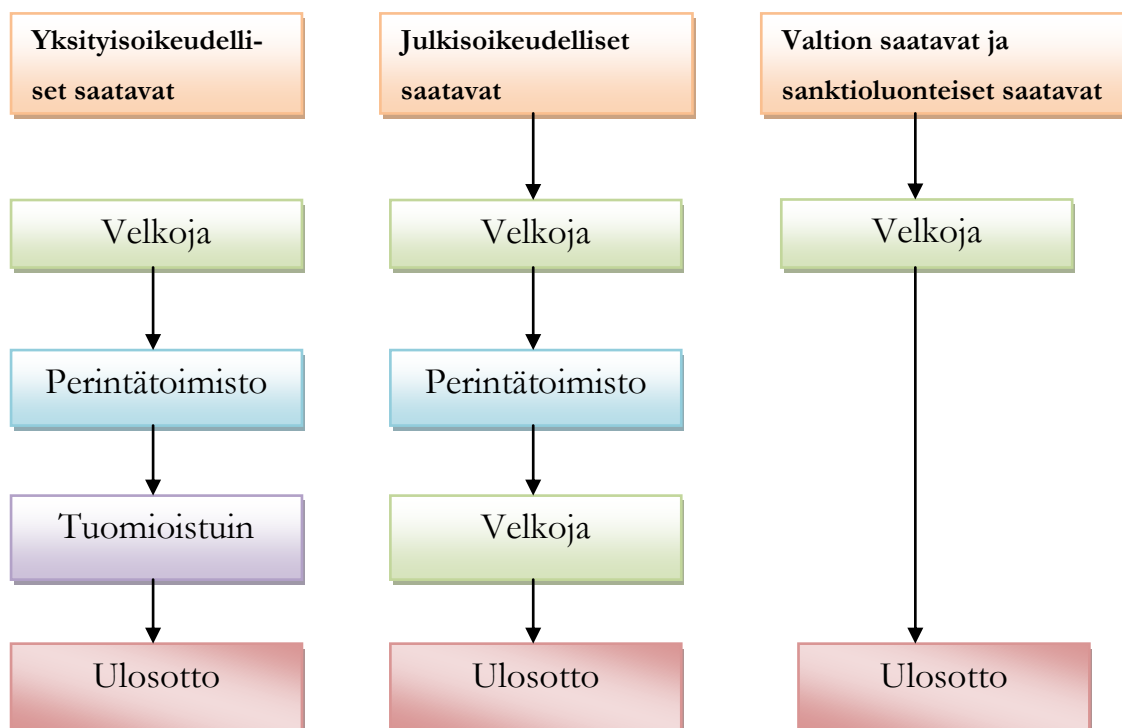 Yksityisoikeudelli-
set saatavat
Julkisoikeudelliset
saatavat
Valtion saatavat ja
sanktioluonteiset saatavat
Velkoja
Velkoja
Velkoja
Perintätoimisto
Perintätoimisto
Tuomioistuin
Velkoja
Ulosotto
Ulosotto
Ulosotto